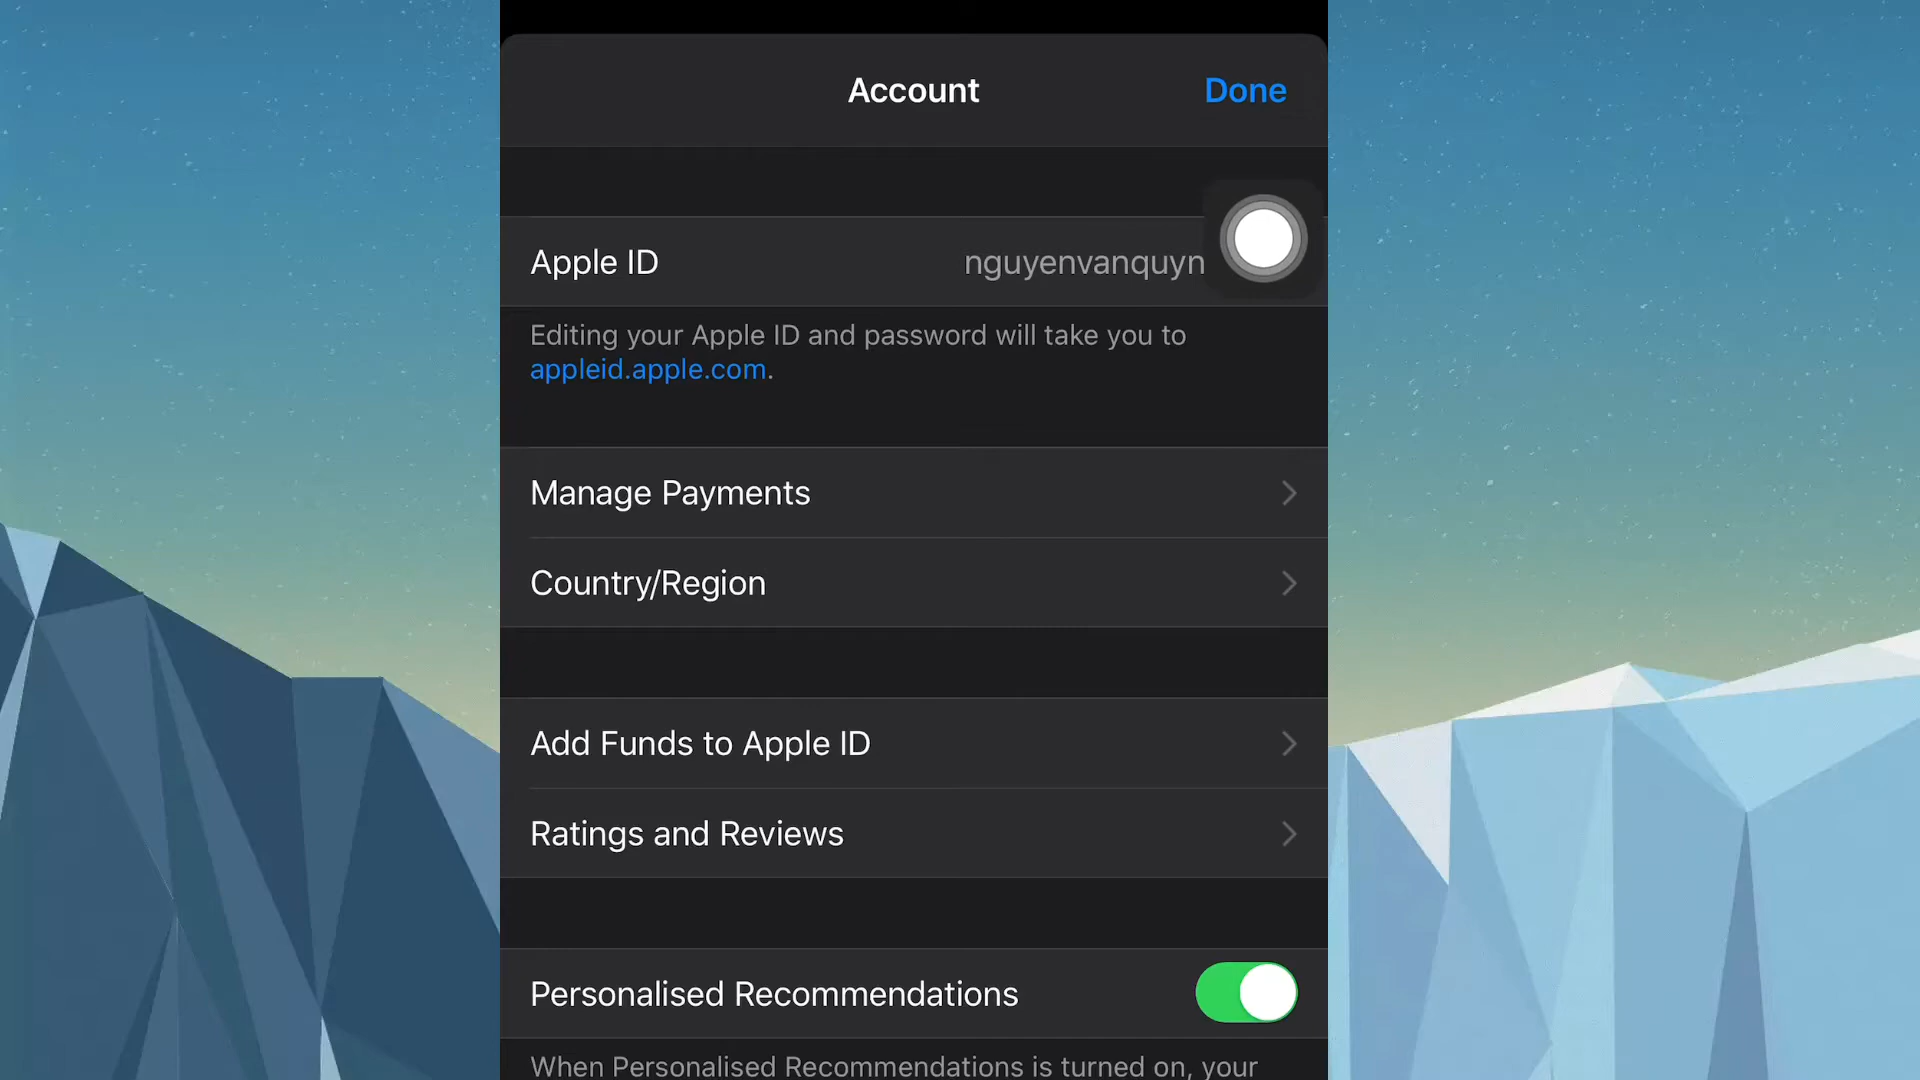 Account
Done
Apple ID
nguyenvanquyn
Editing your Apple ID and password will take you to
appleid.apple.com.
Manage Payments
Country/Region
Add Funds to Apple ID
Ratings and Reviews
Personalised Recommendations
When Personalised Recommendations is turned on, your